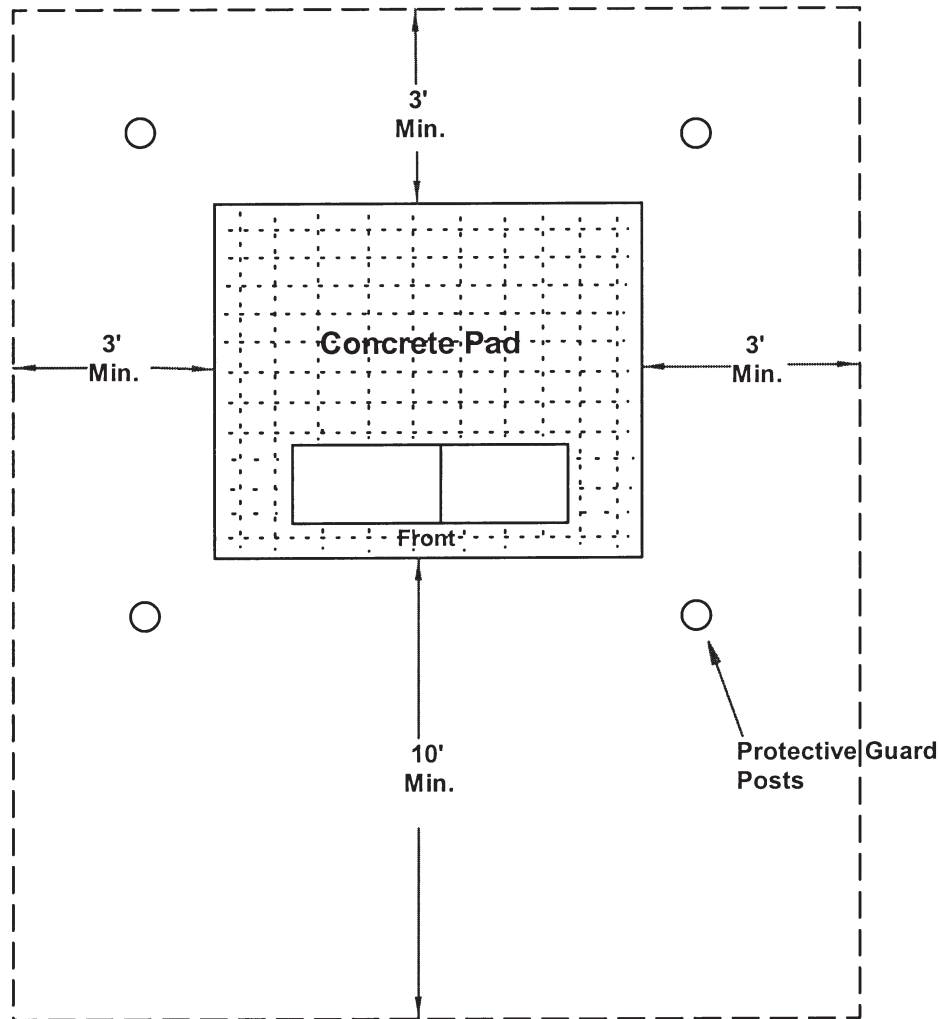 3'
Min.
3'
Min.
Concrete Pad
3'
Min.
Front
10'
Min.
Protective Guard
Posts